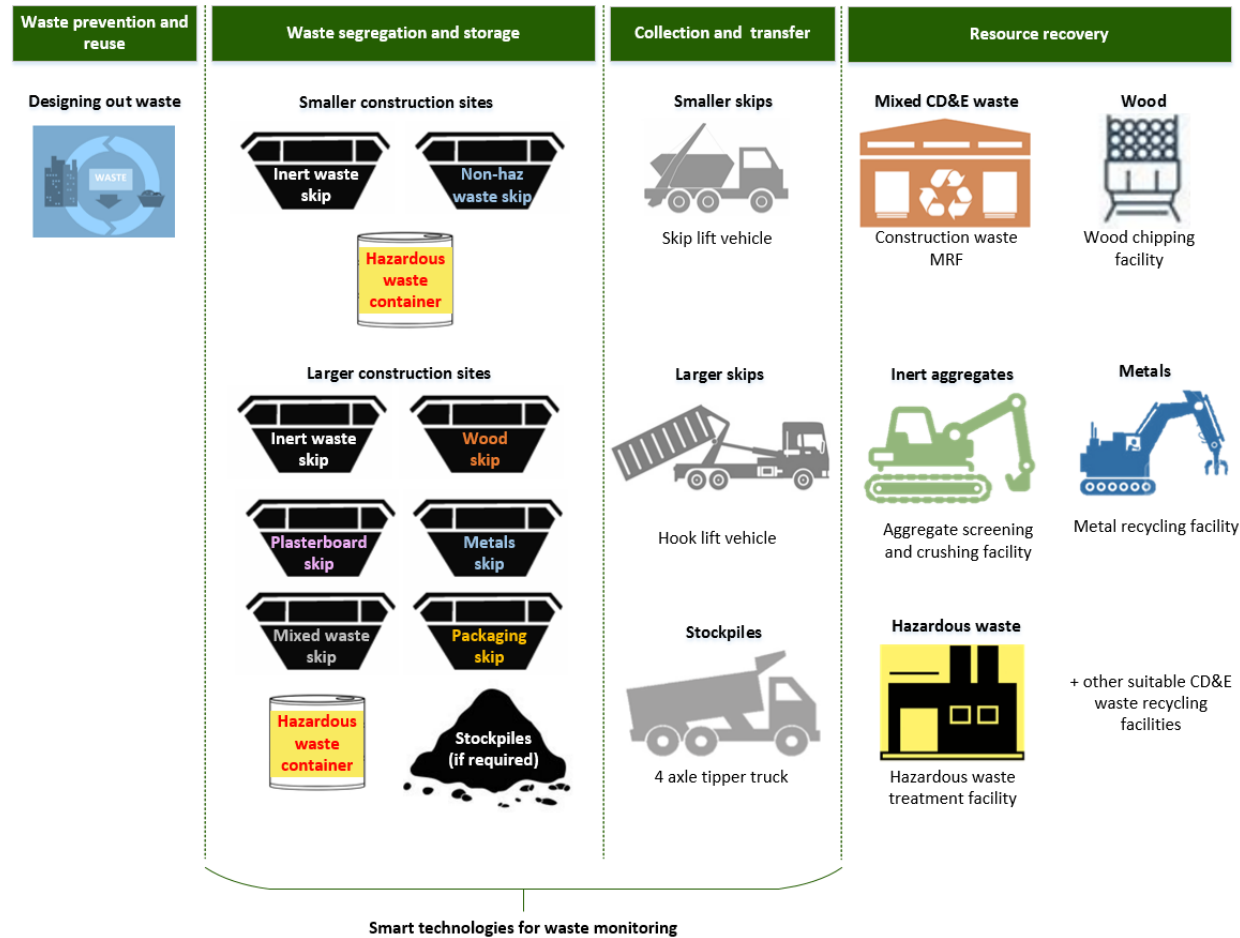 Waste prevention and
reuse
Waste segregation and storage
Collection and transfer
Resource recovery
Designing out waste
WASTE
Smaller construction sites
Inert waste
skip
Non-haz
waste skip
Hazardous
waste
container
Larger construction sites
Inert waste
skip
Wood
skip
Plasterboard
skip
Metals
skip
Mixed waste
skip
Packaging
skip
Hazardous
waste
container
Stockpiles
(if required)
Smaller skips
Skip lift vehicle
Larger skips
Hook lift vehicle
Stockpiles
4 axle tipper truck
Mixed CD&E waste
Construction waste
MRF
Wood
Wood chipping
facility
Inert aggregates
Aggregate screening
and crushing facility
Metals
Metal recycling facility
Hazardous waste
Hazardous waste
treatment facility
+ other suitable CD&E
waste recycling
facilities
Smart technologies for waste monitoring